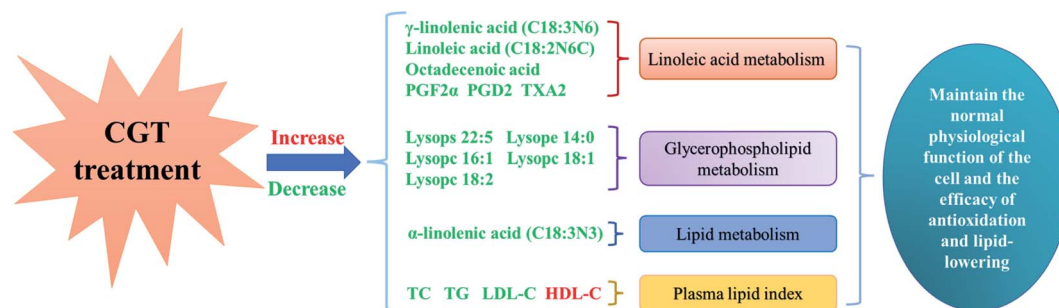 CGT
treatment
Increase
Decrease
γ-linolenic acid (C18:3N6)
Linoleic acid (C18:2N6C)
Octadecenoic acid
PGF2α PGD2 TXA2
Linoleic acid metabolism
Lysops 22:5 Lysope 14:0
Lysopc 16:1 Lysopc 18:1
Lysopc 18:2
Glycerophospholipid
metabolism
α-linolenic acid (C18:3N3)
Lipid metabolism
TC TG LDL-C HDL-C
Plasma lipid index
Maintain the
normal
physiological
function of the
cell and the
efficacy of
antioxidation
and lipid-
lowering